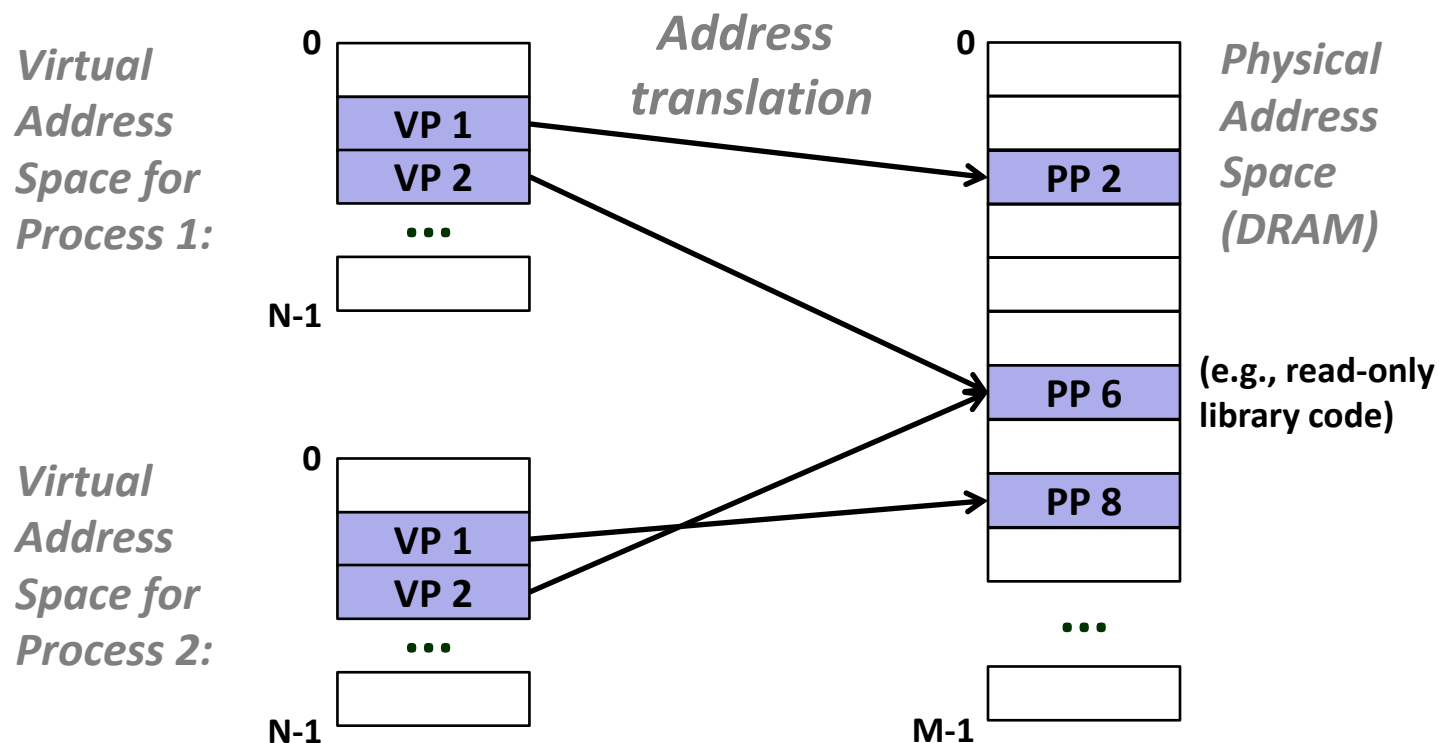 Virtual
Address
Space for
Process 1:
0
VP 1
VP 2
...
N-1
Address
translation
0
PP 2
PP 6
PP 8
...
M-1
Physical
Address
Space
(DRAM)
(e.g., read-only
library code)
Virtual
Address
Space for
Process 2:
0
VP 1
VP 2
...
N-1